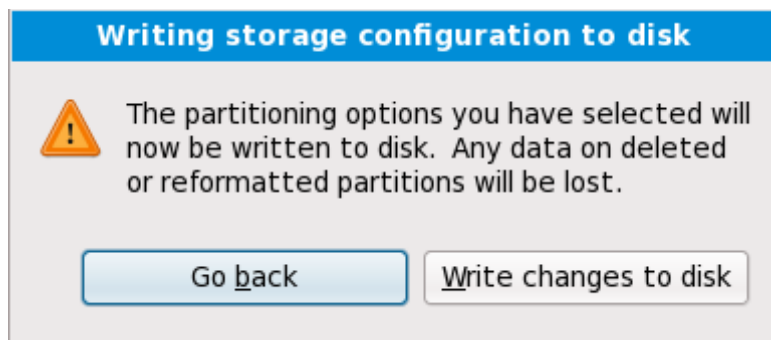 Writing storage configuration to disk
The partitioning options you have selected will
now be written to disk.  Any data on deleted
or reformatted partitions will be lost.
Go back
Write changes to disk